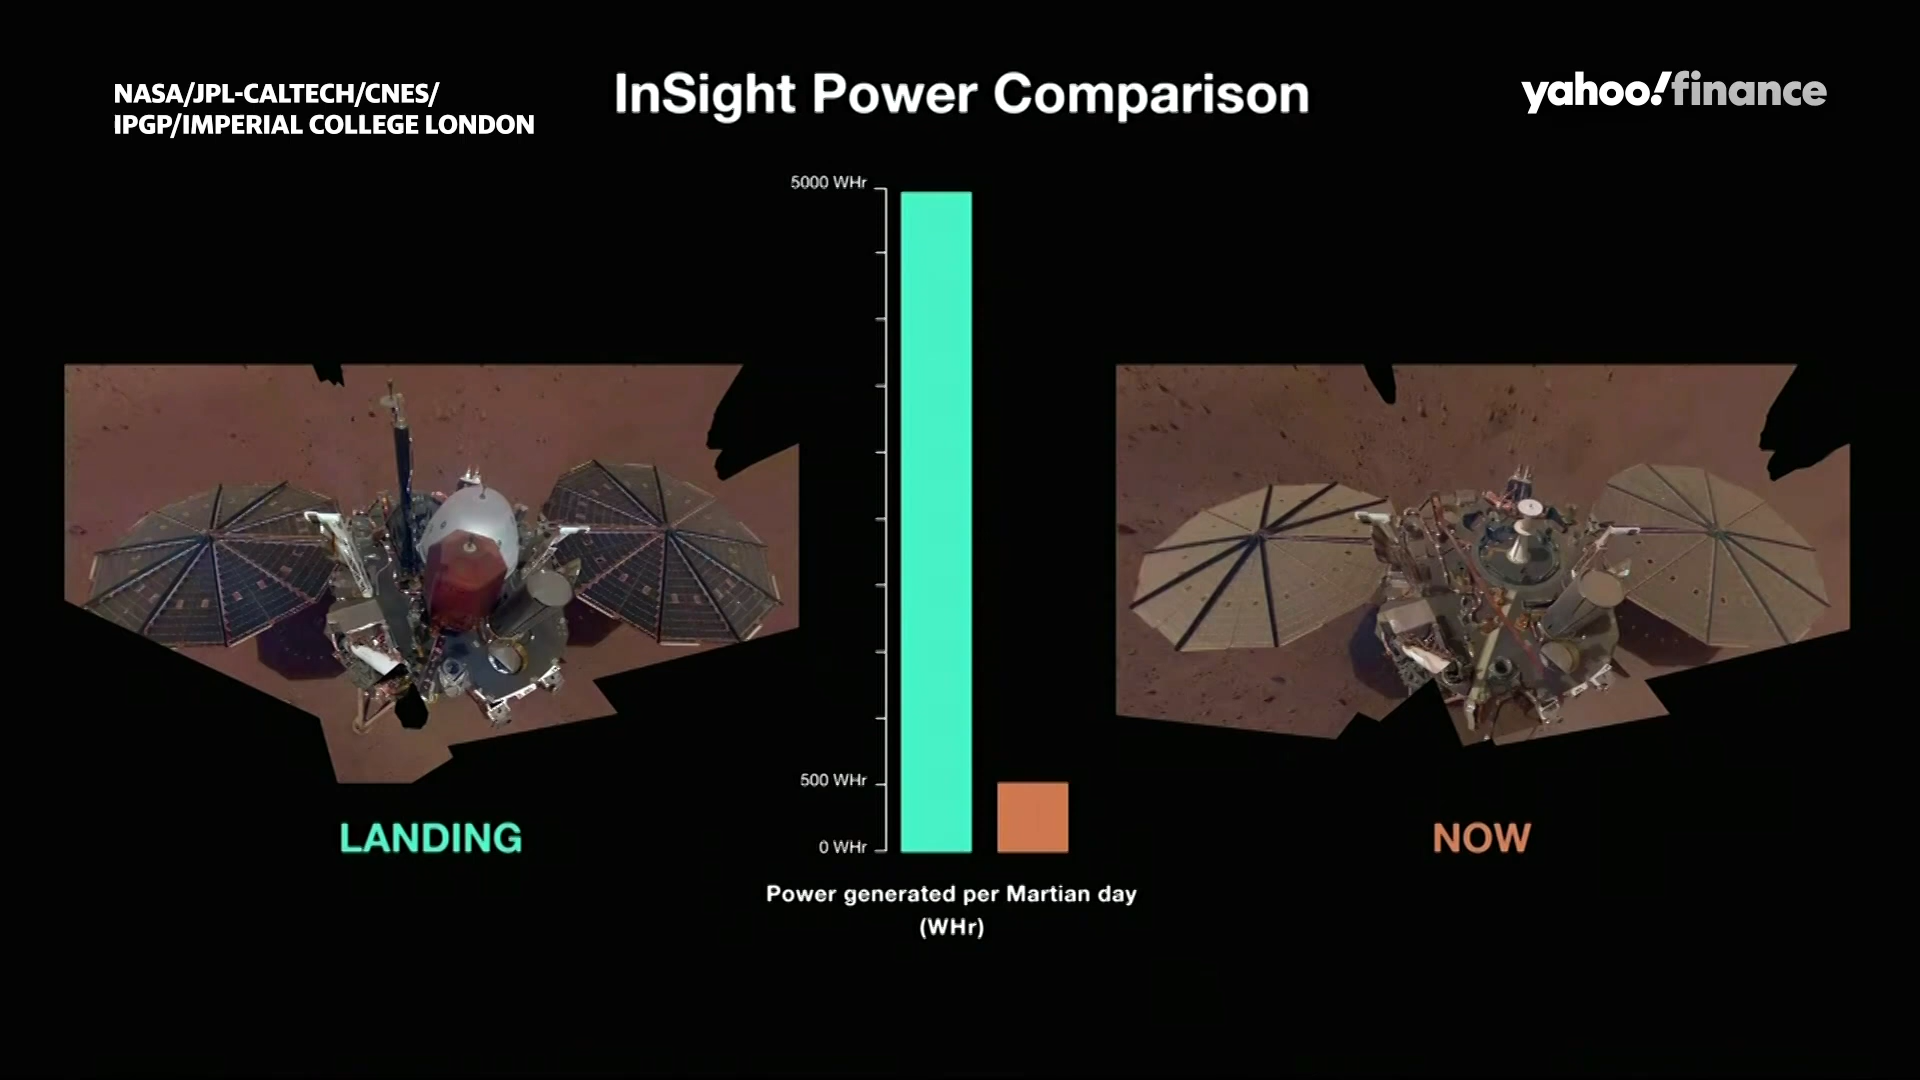 NASA/JPL-CALTECH/CNES/
IPGP/IMPERIAL COLLEGE LONDON
InSight Power Comparison
yahoo!finance
5000 WHr
500 WHr
0 WHr
LANDING
NOW
Power generated per Martian day
(WHr)